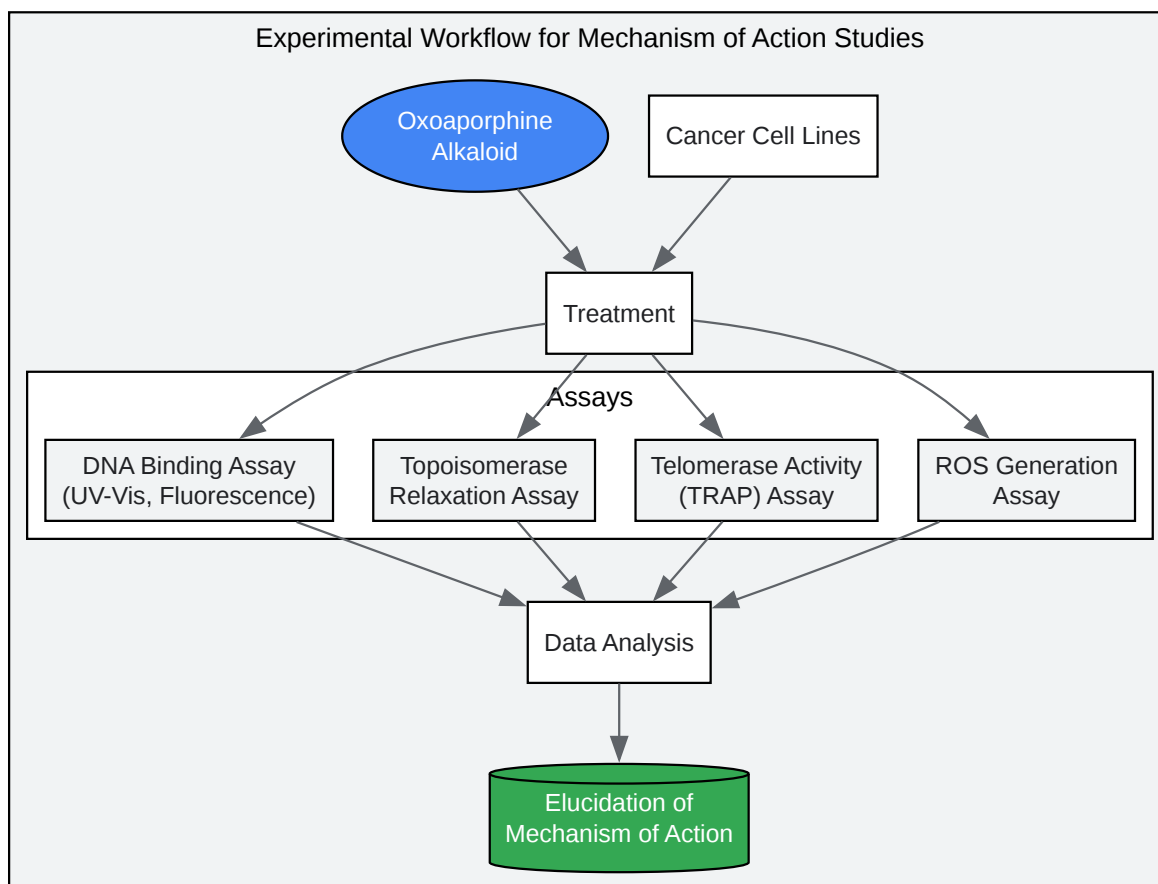 Experimental Workflow for Mechanism of Action Studies
Oxoaporphine
Alkaloid
Cancer Cell Lines
Treatment
Assays
DNA Binding Assay
(UV-Vis, Fluorescence)
Topoisomerase
Relaxation Assay
Telomerase Activity
(TRAP) Assay
ROS Generation
Assay
Data Analysis
Elucidation of
Mechanism of Action